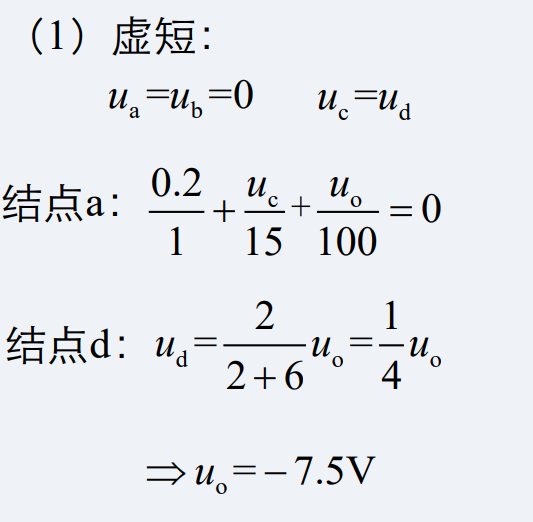 （1）虚短：
u_a=u_b=0   u_c=u_d
结点a：0.2/1 + u_c/15 + u_o/100 = 0
结点d：u_d = 2/(2+6) u_o = 1/4 u_o
⇒ u_o = −7.5V